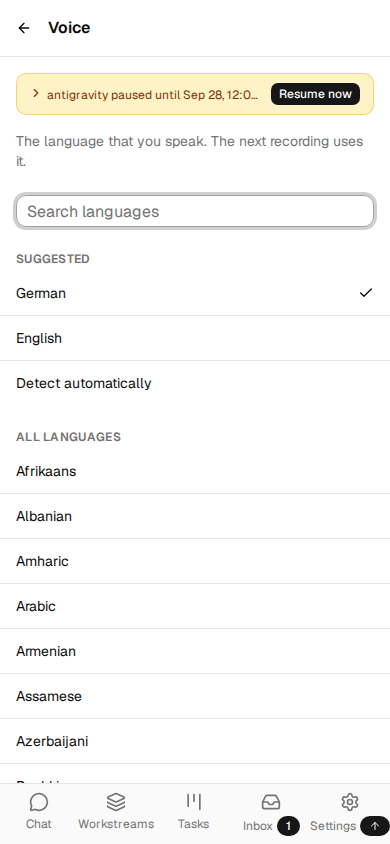 Voice
antigravity paused until Sep 28, 12:0...
Resume now
The language that you speak. The next recording uses
it.
Search languages
SUGGESTED
German
English
Detect automatically
ALL LANGUAGES
Afrikaans
Albanian
Amharic
Arabic
Armenian
Assamese
Azerbaijani
Chat
Workstreams
Tasks
Inbox 1
Settings